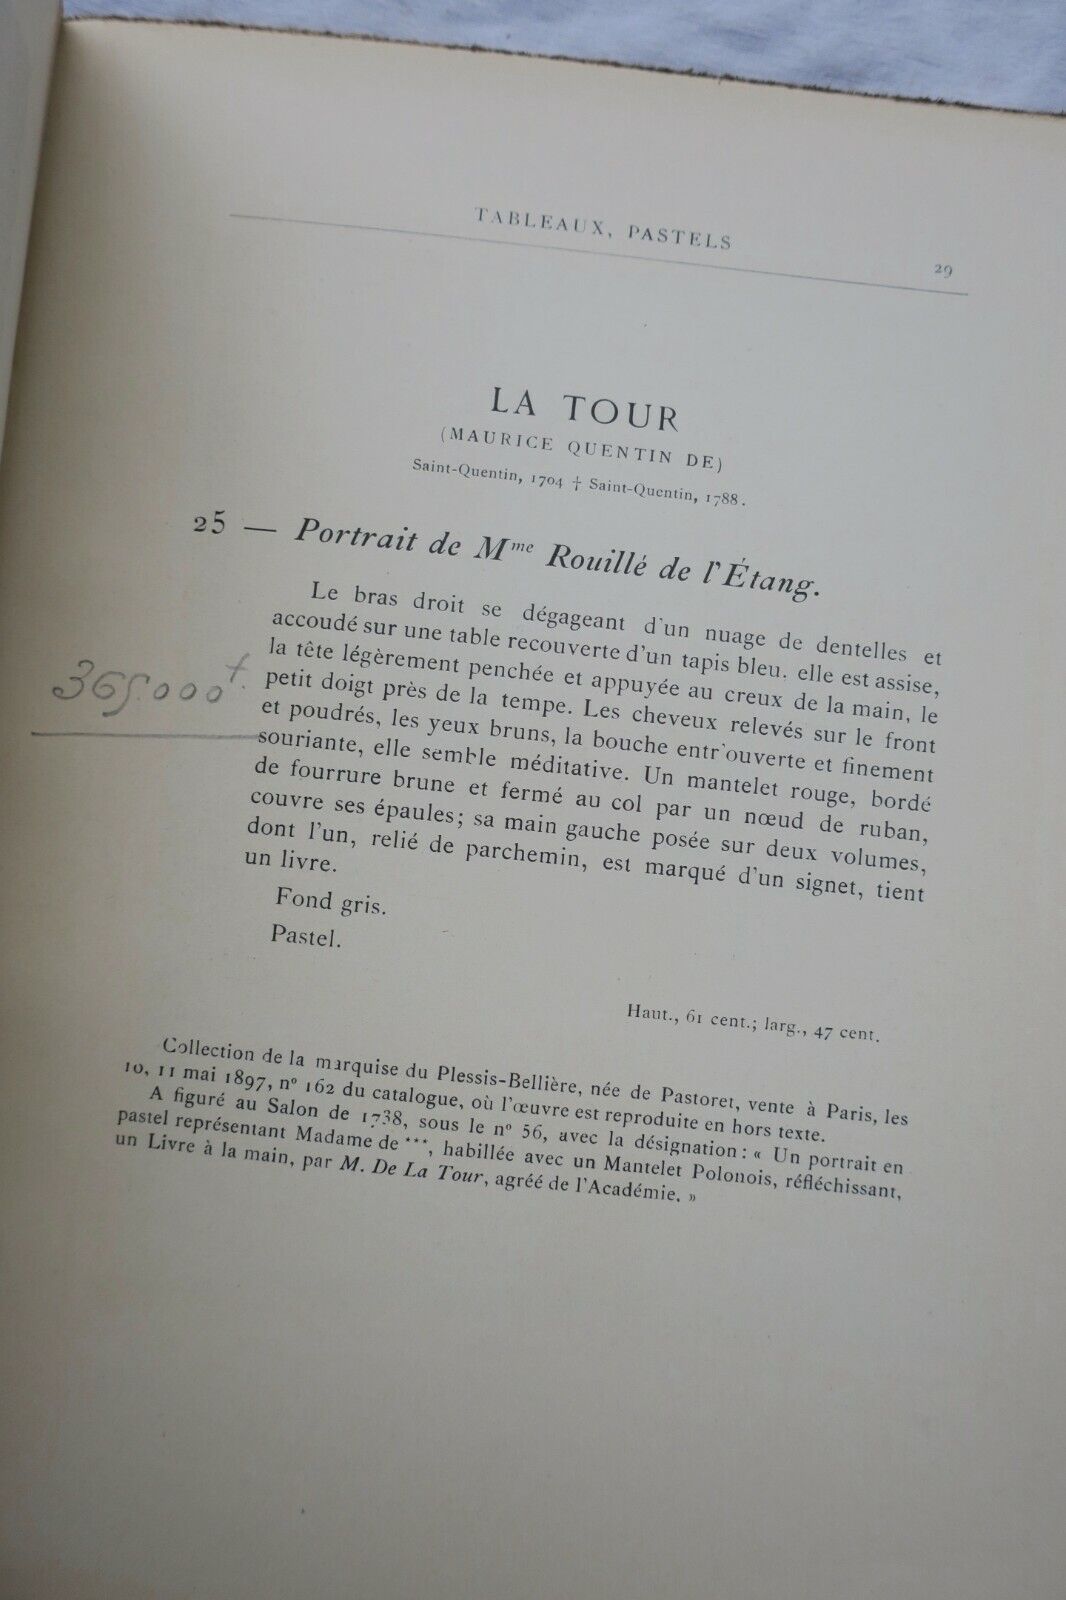 TABLEAUX, PASTELS
29
LA TOUR
(MAURICE QUENTIN DE)
Saint-Quentin, 1704 † Saint-Quentin, 1788.
25 — Portrait de Mme Rouillé de l'Étang.
Le bras droit se dégageant d'un nuage de dentelles et
accoudé sur une table recouverte d'un tapis bleu. elle est assise,
la tête légèrement penchée et appuyée au creux de la main, le
petit doigt près de la tempe. Les cheveux relevés sur le front
et poudrés, les yeux bruns, la bouche entr'ouverte et finement
souriante, elle semble méditative. Un mantelet rouge, bordé
de fourrure brune et fermé au col par un nœud de ruban,
couvre ses épaules; sa main gauche posée sur deux volumes,
dont l'un, relié de parchemin, est marqué d'un signet, tient
un livre.
365.000 f.
Fond gris.
Pastel.
Haut., 61 cent.; larg., 47 cent.
Collection de la marquise du Plessis-Bellière, née de Pastoret, vente à Paris, les
10, 11 mai 1897, n° 162 du catalogue, où l'œuvre est reproduite en hors texte.
A figuré au Salon de 1738, sous le n° 56, avec la désignation: « Un portrait en
pastel représentant Madame de ***, habillée avec un Mantelet Polonois, réfléchissant,
un Livre à la main, par M. De La Tour, agréé de l'Académie. »